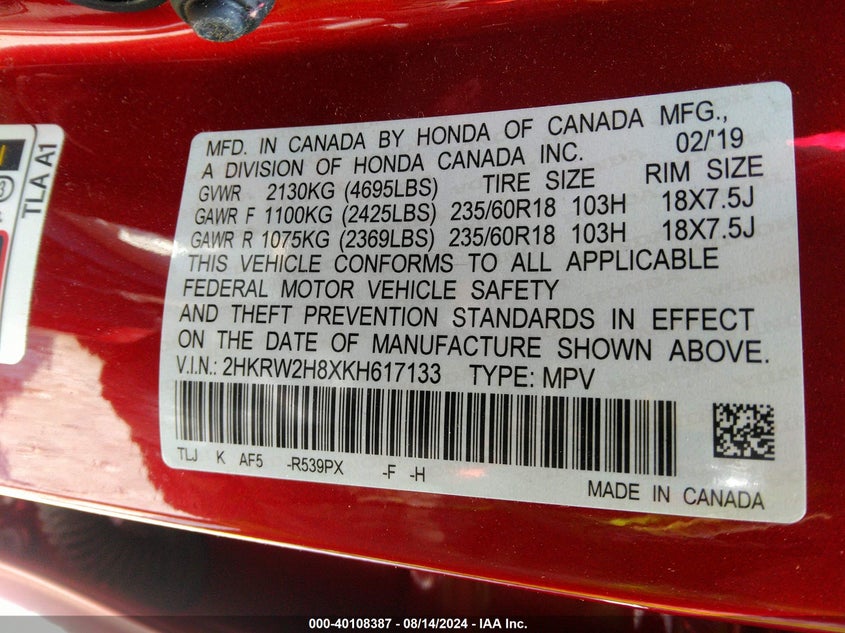 MFD. IN CANADA BY HONDA OF CANADA MFG.,
A DIVISION OF HONDA CANADA INC. 02/'19
GVWR 2130KG (4695LBS) TIRE SIZE RIM SIZE
GAWR F 1100KG (2425LBS) 235/60R18 103H 18X7.5J
GAWR R 1075KG (2369LBS) 235/60R18 103H 18X7.5J
THIS VEHICLE CONFORMS TO ALL APPLICABLE
FEDERAL MOTOR VEHICLE SAFETY
AND THEFT PREVENTION STANDARDS IN EFFECT
ON THE DATE OF MANUFACTURE SHOWN ABOVE.
V.I.N.: 2HKRW2H8XKH617133 TYPE: MPV
TLJ K AF5 -R539PX -F -H
MADE IN CANADA
TLA A1
000-40108387 - 08/14/2024 - IAA Inc.